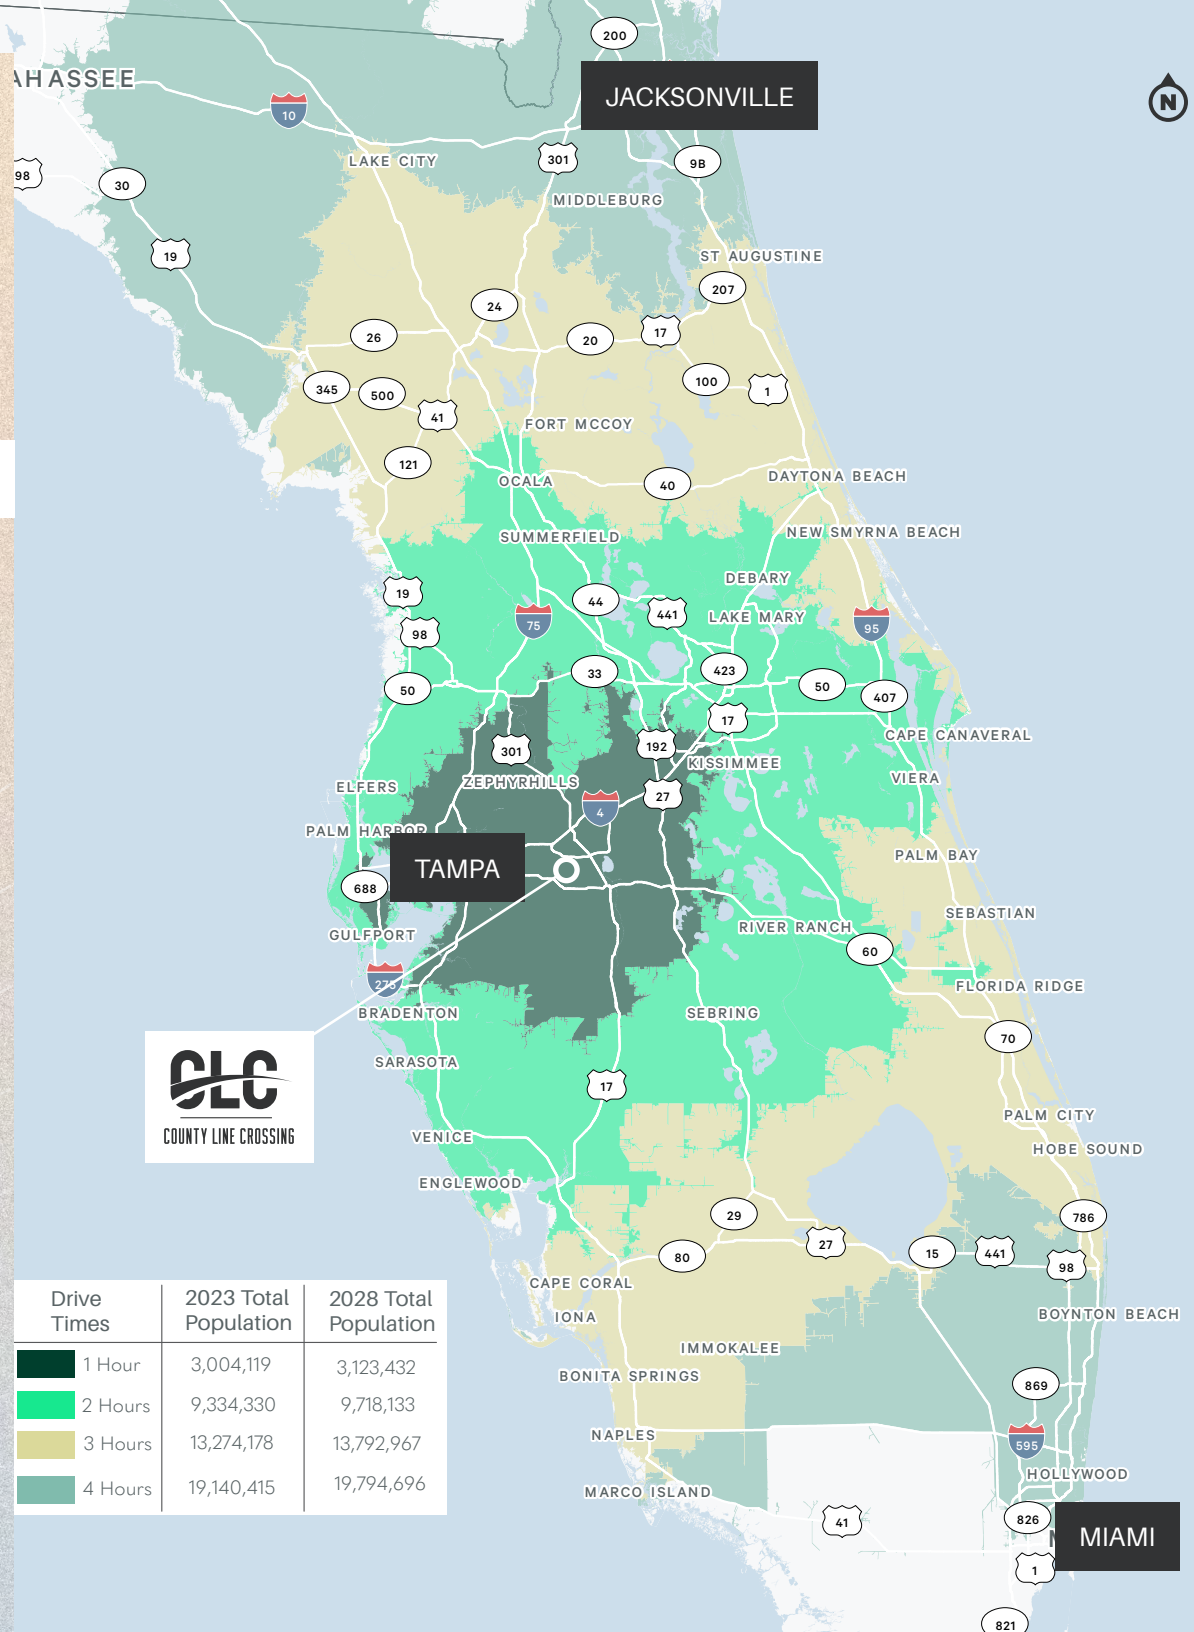 200
AHASSEE
JACKSONVILLE
N
10
301
9B
LAKE CITY
98
30
MIDDLEBURG
19
ST AUGUSTINE
207
24
26
20
17
345
500
100
1
41
FORT MCCOY
121
OCALA
40
DAYTONA BEACH
SUMMERFIELD
NEW SMYRNA BEACH
DEBARY
19
44
441
LAKE MARY
98
75
95
33
423
50
50
407
17
301
192
CAPE CANAVERAL
KISSIMMEE
ZEPHYRHILLS
ELFERS
VIERA
27
4
PALM HARBOR
TAMPA
PALM BAY
688
SEBASTIAN
GULFPORT
RIVER RANCH
60
275
FLORIDA RIDGE
BRADENTON
SEBRING
70
SARASOTA
CLC
COUNTY LINE CROSSING
17
PALM CITY
VENICE
HOBE SOUND
ENGLEWOOD
29
786
80
27
15
441
98
CAPE CORAL
IONA
BOYNTON BEACH
IMMOKALEE
BONITA SPRINGS
869
NAPLES
595
HOLLYWOOD
MARCO ISLAND
41
826
MIAMI
1
821
Drive Times
2023 Total Population
2028 Total Population
1 Hour 3,004,119 3,123,432
2 Hours 9,334,330 9,718,133
3 Hours 13,274,178 13,792,967
4 Hours 19,140,415 19,794,696